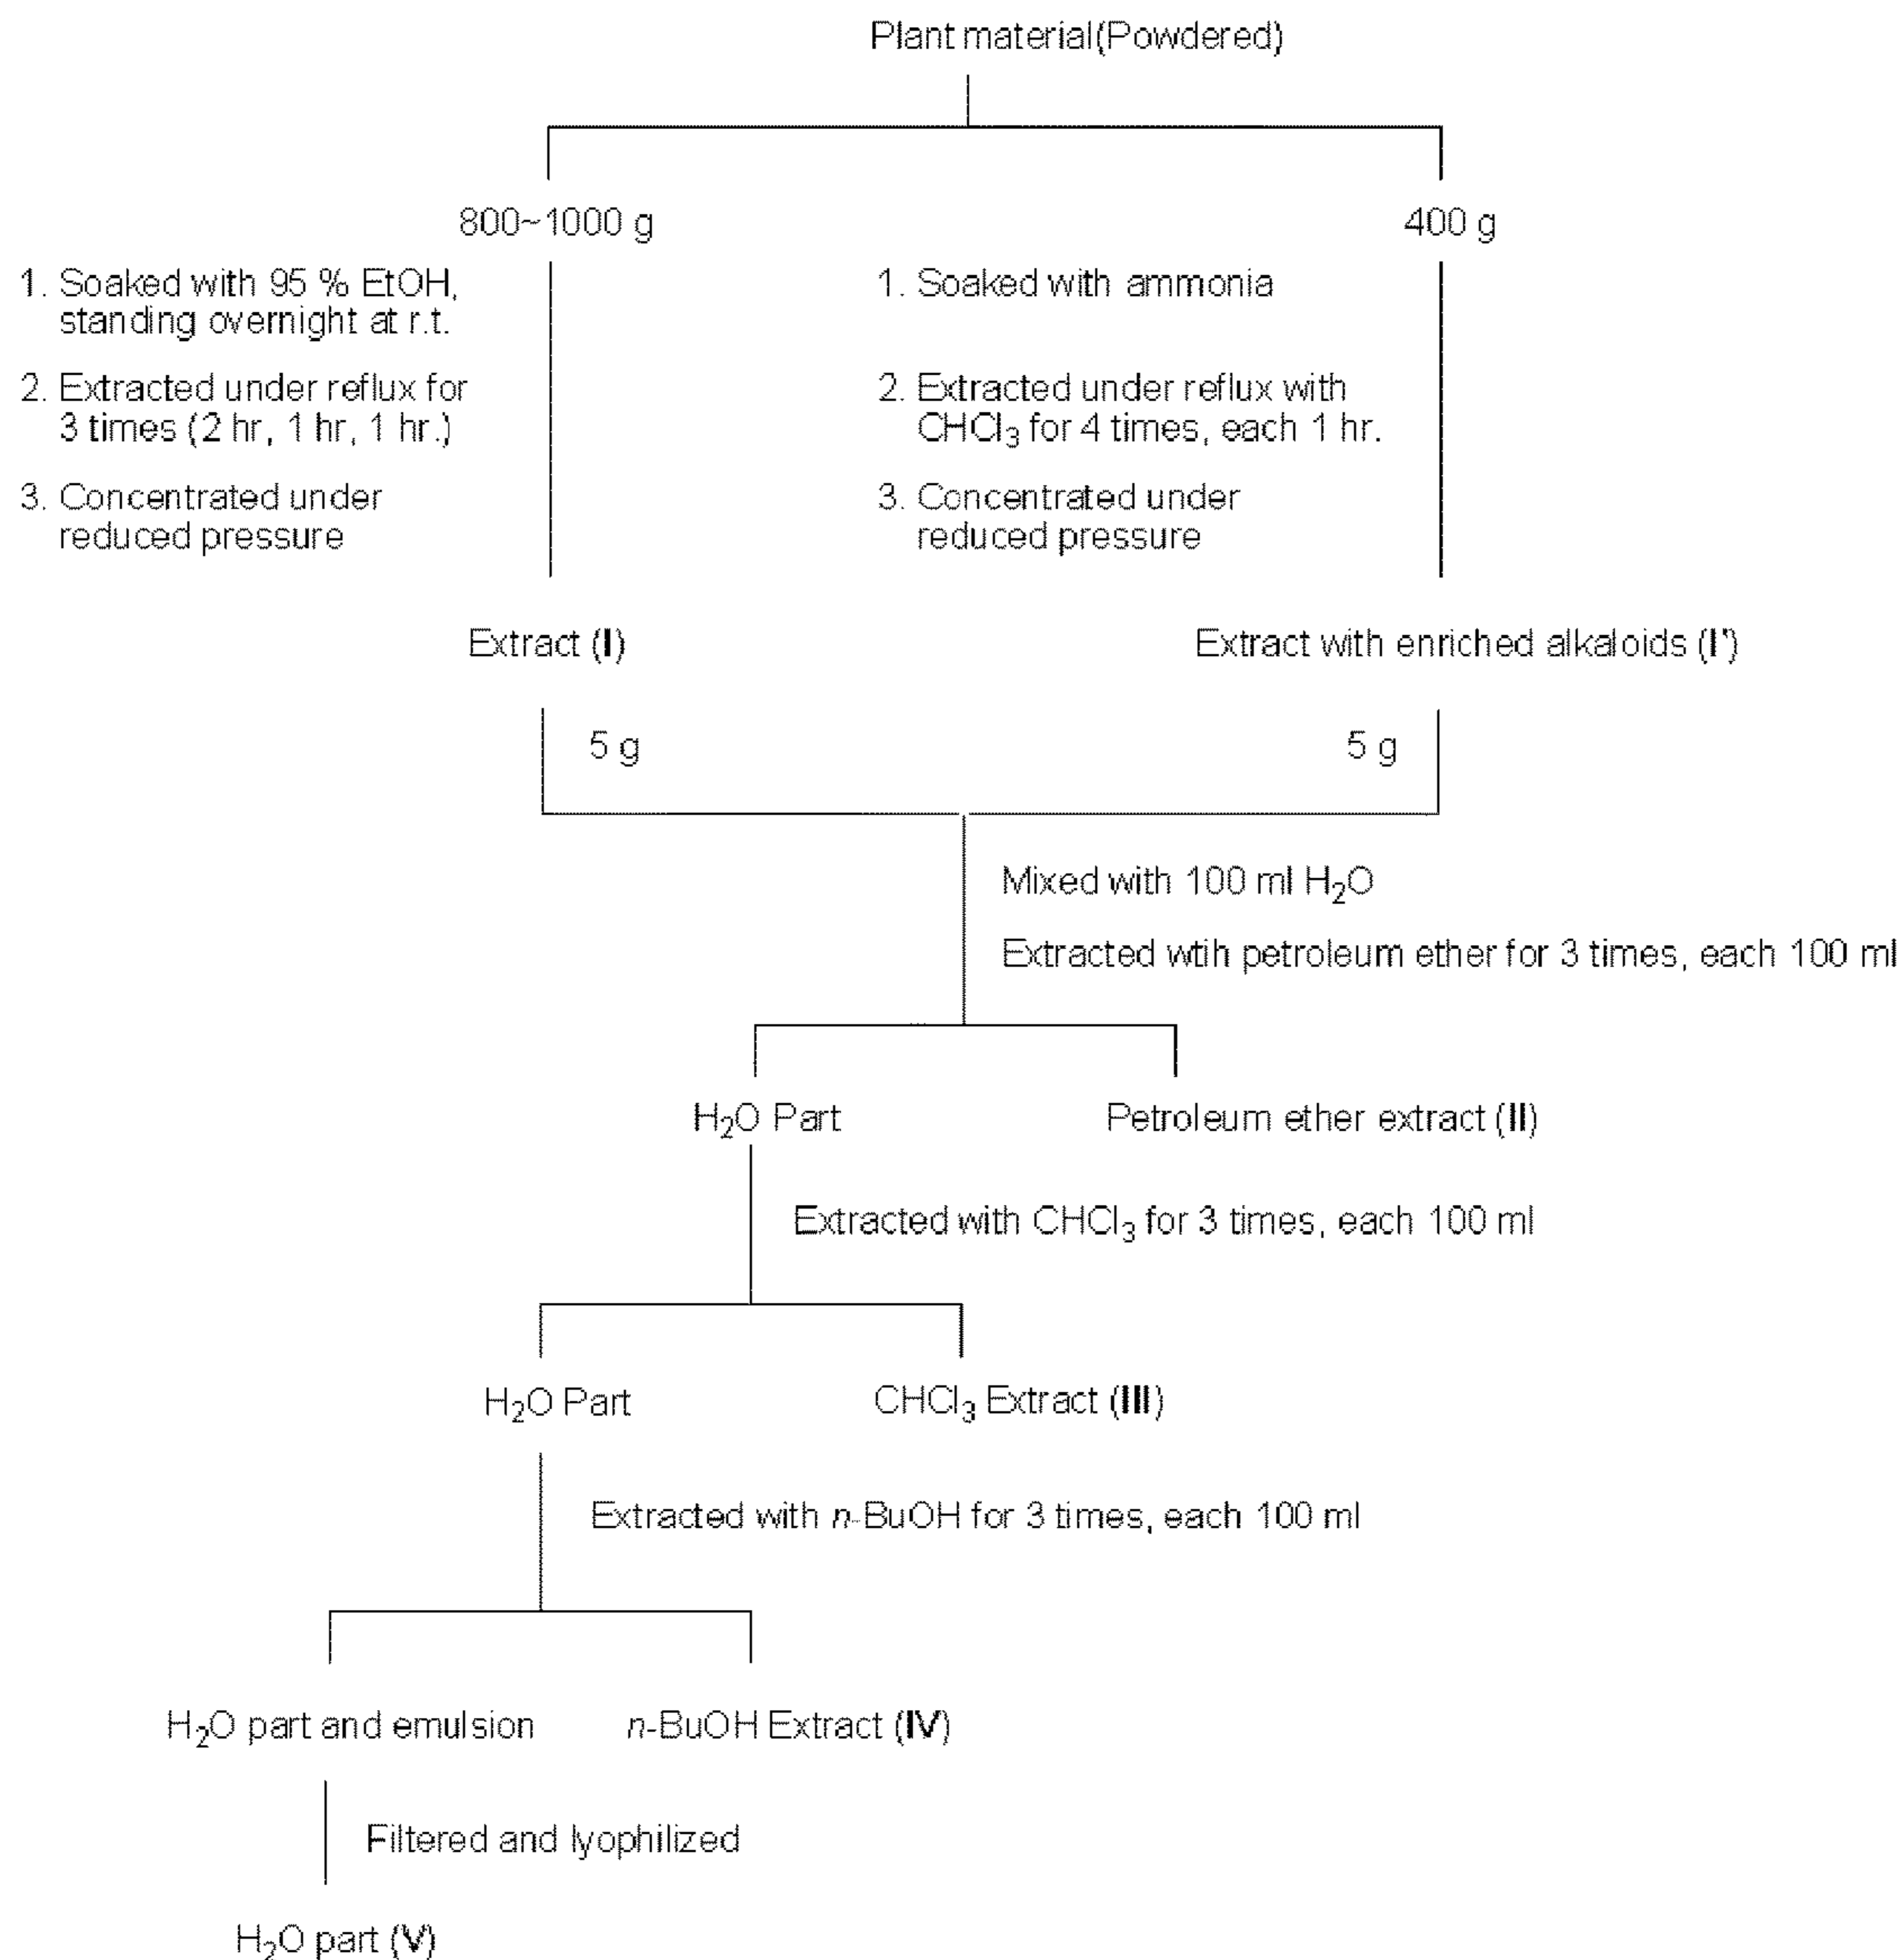 Plant material(Powdered)
800~1000 g
400 g
1. Soaked with 95 % EtOH,
standing overnight at r.t.
2. Extracted under reflux for
3 times (2 hr, 1 hr, 1 hr.)
3. Concentrated under
reduced pressure
1. Soaked with ammonia
2. Extracted under reflux with
CHCl₃ for 4 times, each 1 hr.
3. Concentrated under
reduced pressure
Extract (I)
Extract with enriched alkaloids (I')
5 g
5 g
Mixed with 100 ml H₂O
Extracted wtih petroleum ether for 3 times, each 100 ml
H₂O Part
Petroleum ether extract (II)
Extracted with CHCl₃ for 3 times, each 100 ml
H₂O Part
CHCl₃ Extract (III)
Extracted with n-BuOH for 3 times, each 100 ml
H₂O part and emulsion
n-BuOH Extract (IV)
Filtered and lyophilized
H₂O part (V)